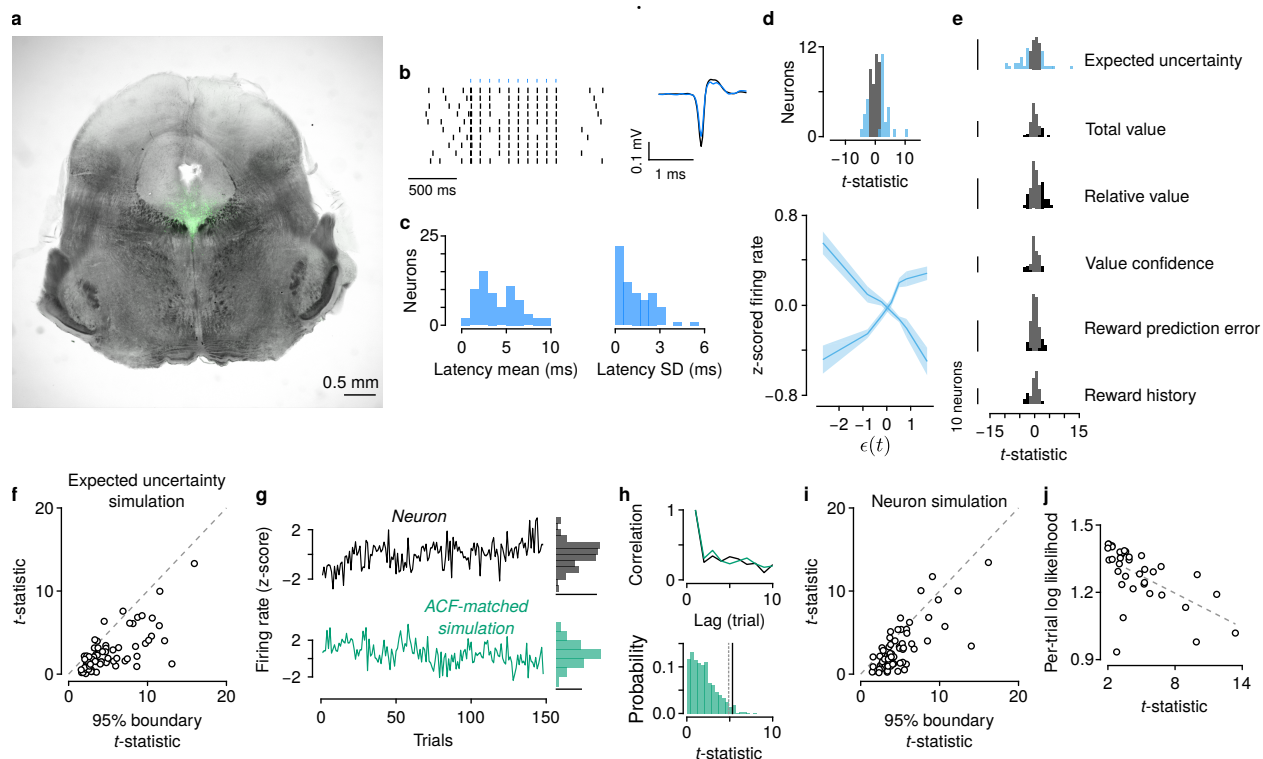 a
0.5 mm
b
500 ms
0.1 mV
1 ms
c
Neurons
25
0
0
5
10
Latency mean (ms)
0
3
6
Latency SD (ms)
d
Neurons
12
0
−10
0
10
t-statistic
z-scored firing rate
0.8
0.0
−0.8
−2
−1
0
1
ϵ(t)
e
Expected uncertainty
Total value
Relative value
Value confidence
Reward prediction error
Reward history
10 neurons
−15
0
15
t-statistic
f
Expected uncertainty
simulation
t-statistic
20
10
0
0
10
20
95% boundary
t-statistic
g
Firing rate (z-score)
Neuron
2
−2
ACF-matched
simulation
2
−2
0
50
100
150
Trials
h
Correlation
1
0
0
10
Lag (trial)
Probability
0.1
0.0
0
10
t-statistic
i
Neuron simulation
t-statistic
20
10
0
0
10
20
95% boundary
t-statistic
j
Per-trial log likelihood
1.5
1.2
0.9
2
8
14
t-statistic